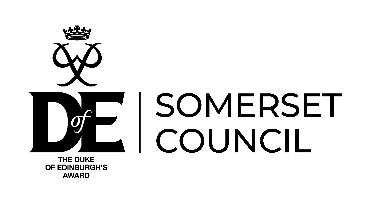 DofE
THE DUKE
OF EDINBURGH'S
AWARD
SOMERSET
COUNCIL